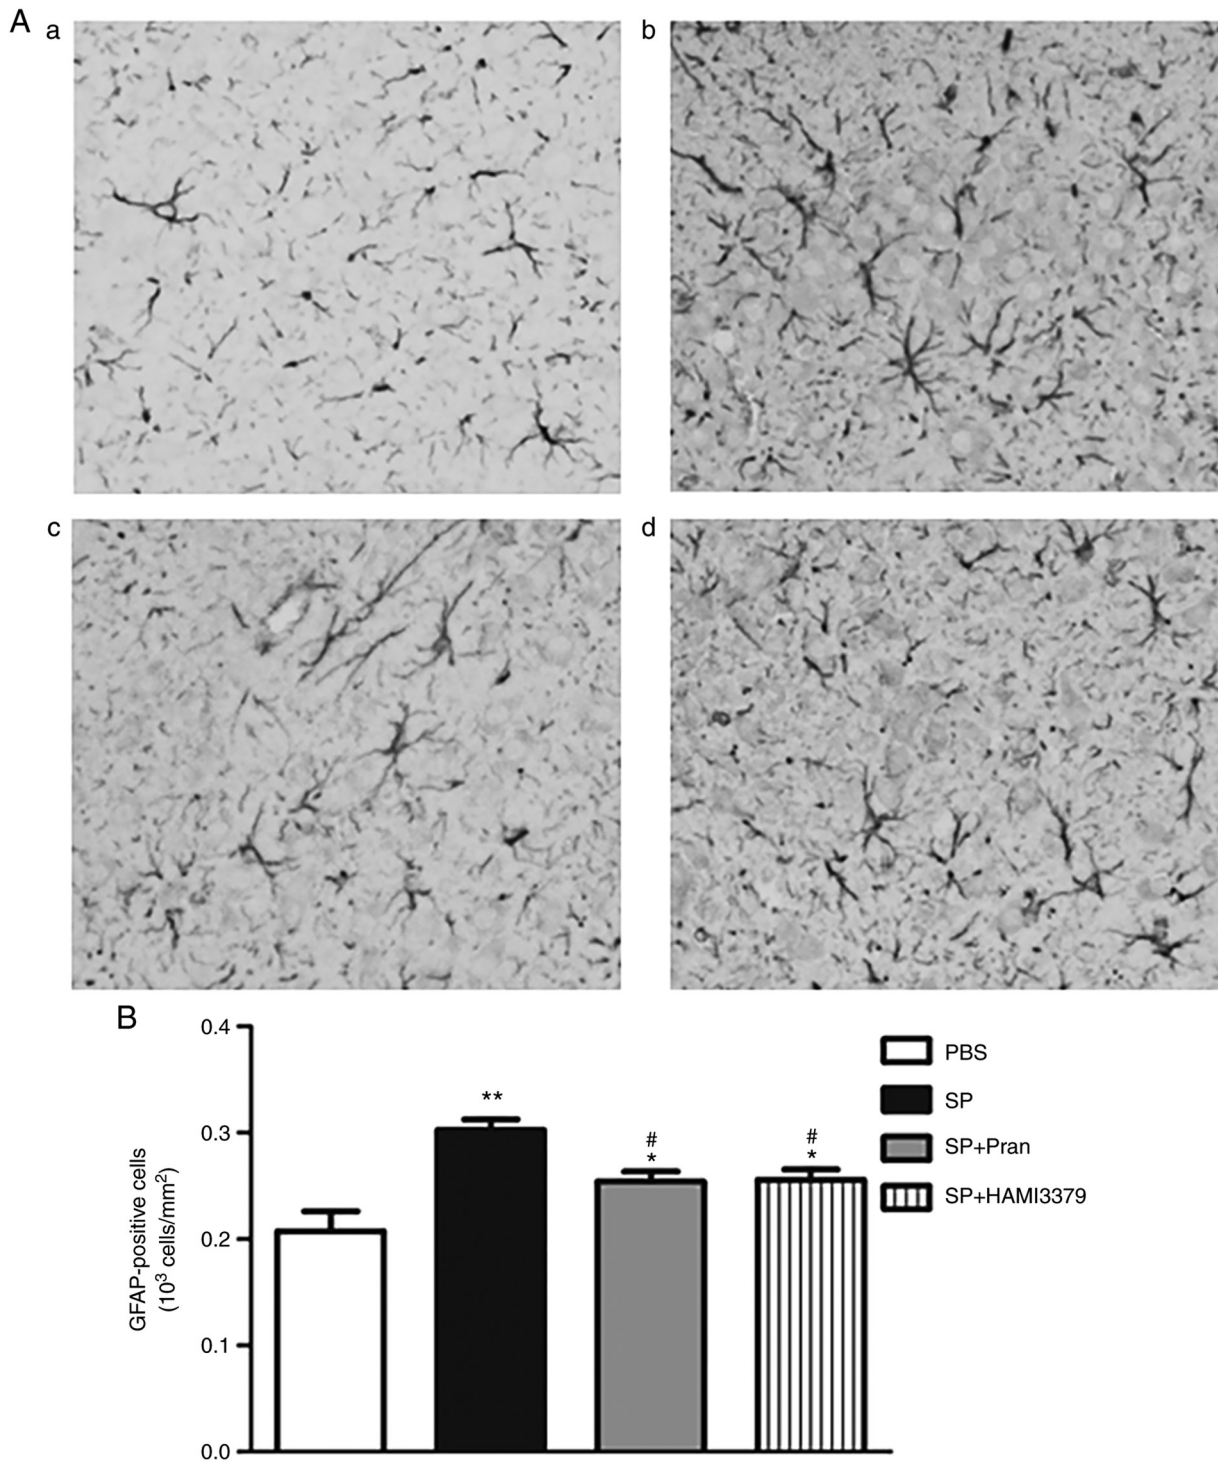 A
a
b
c
d
B
0.4
0.3
0.2
0.1
0.0
GFAP-positive cells
(10³ cells/mm²)
**
#
*
#
*
PBS
SP
SP+Pran
SP+HAMI3379